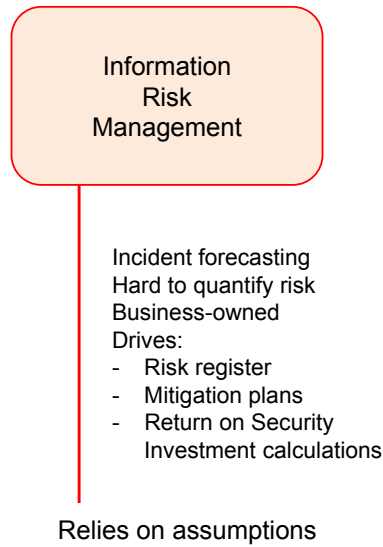 Information
Risk
Management
Incident forecasting
Hard to quantify risk
Business-owned
Drives:
- Risk register
- Mitigation plans
- Return on Security
Investment calculations
Relies on assumptions